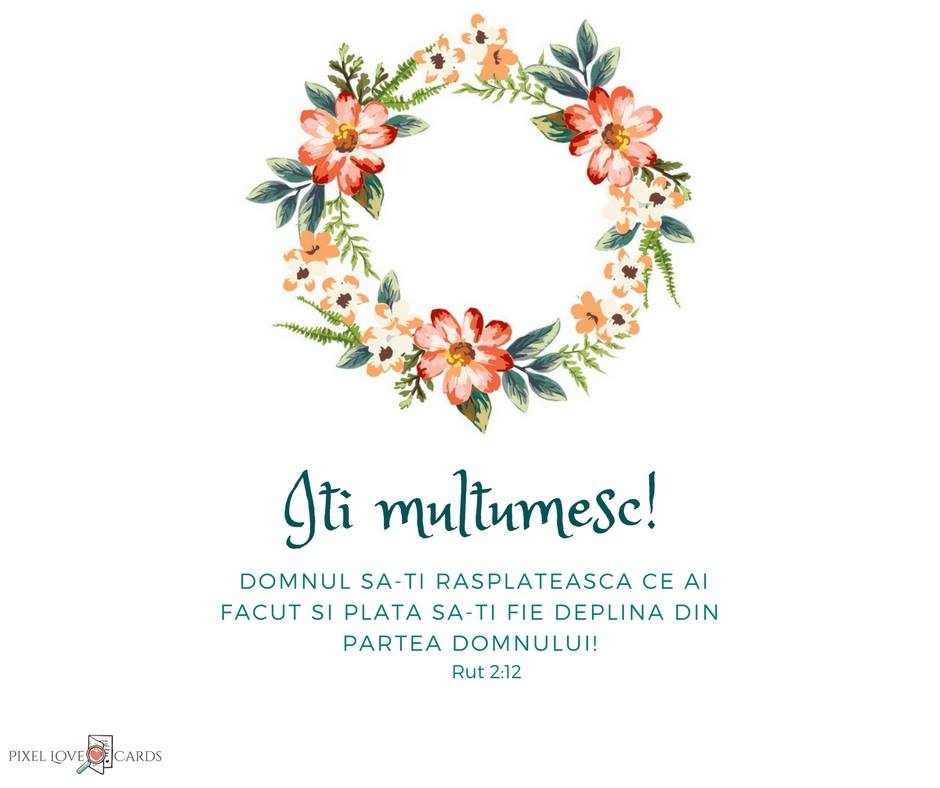 Iti multumesc!
DOMNUL SA-TI RASPLATEASCA CE AI
FACUT SI PLATA SA-TI FIE DEPLINA DIN
PARTEA DOMNULUI!
Rut 2:12
PIXEL LOVE CARDS